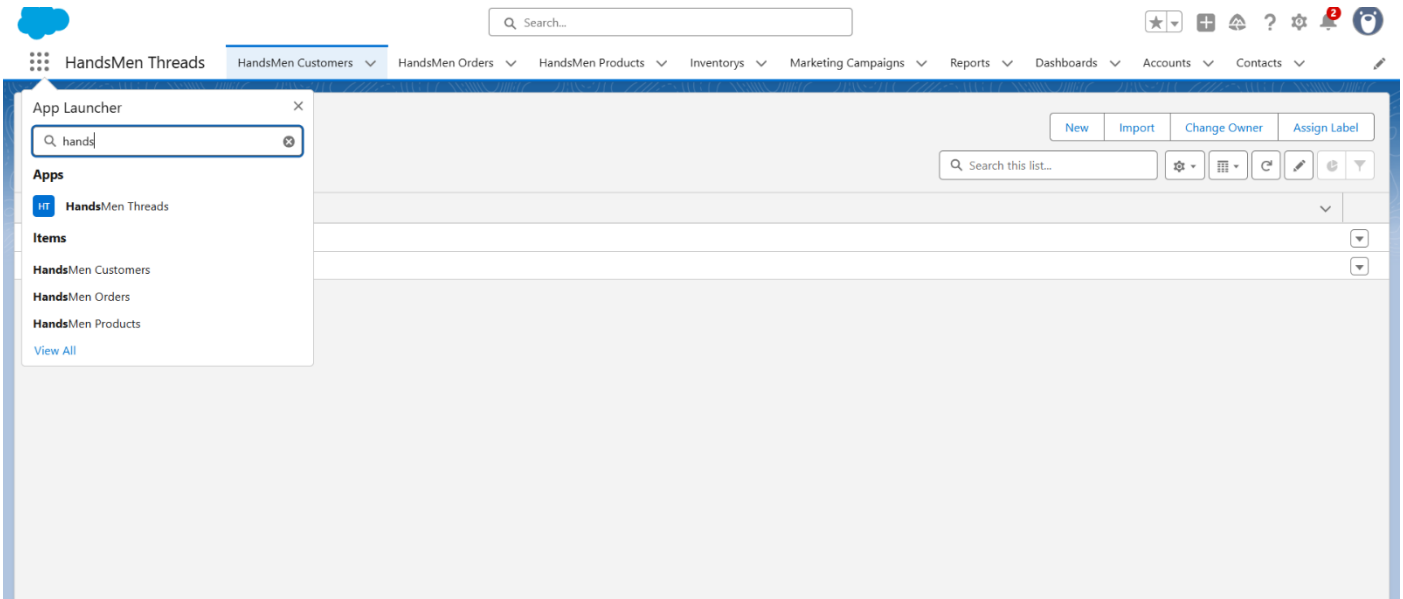 Search...
2
HandsMen Threads HandsMen Customers HandsMen Orders HandsMen Products Inventorys Marketing Campaigns Reports Dashboards Accounts Contacts
App Launcher
hands
New Import Change Owner Assign Label
Search this list...
Apps
HT HandsMen Threads
Items
HandsMen Customers
HandsMen Orders
HandsMen Products
View All